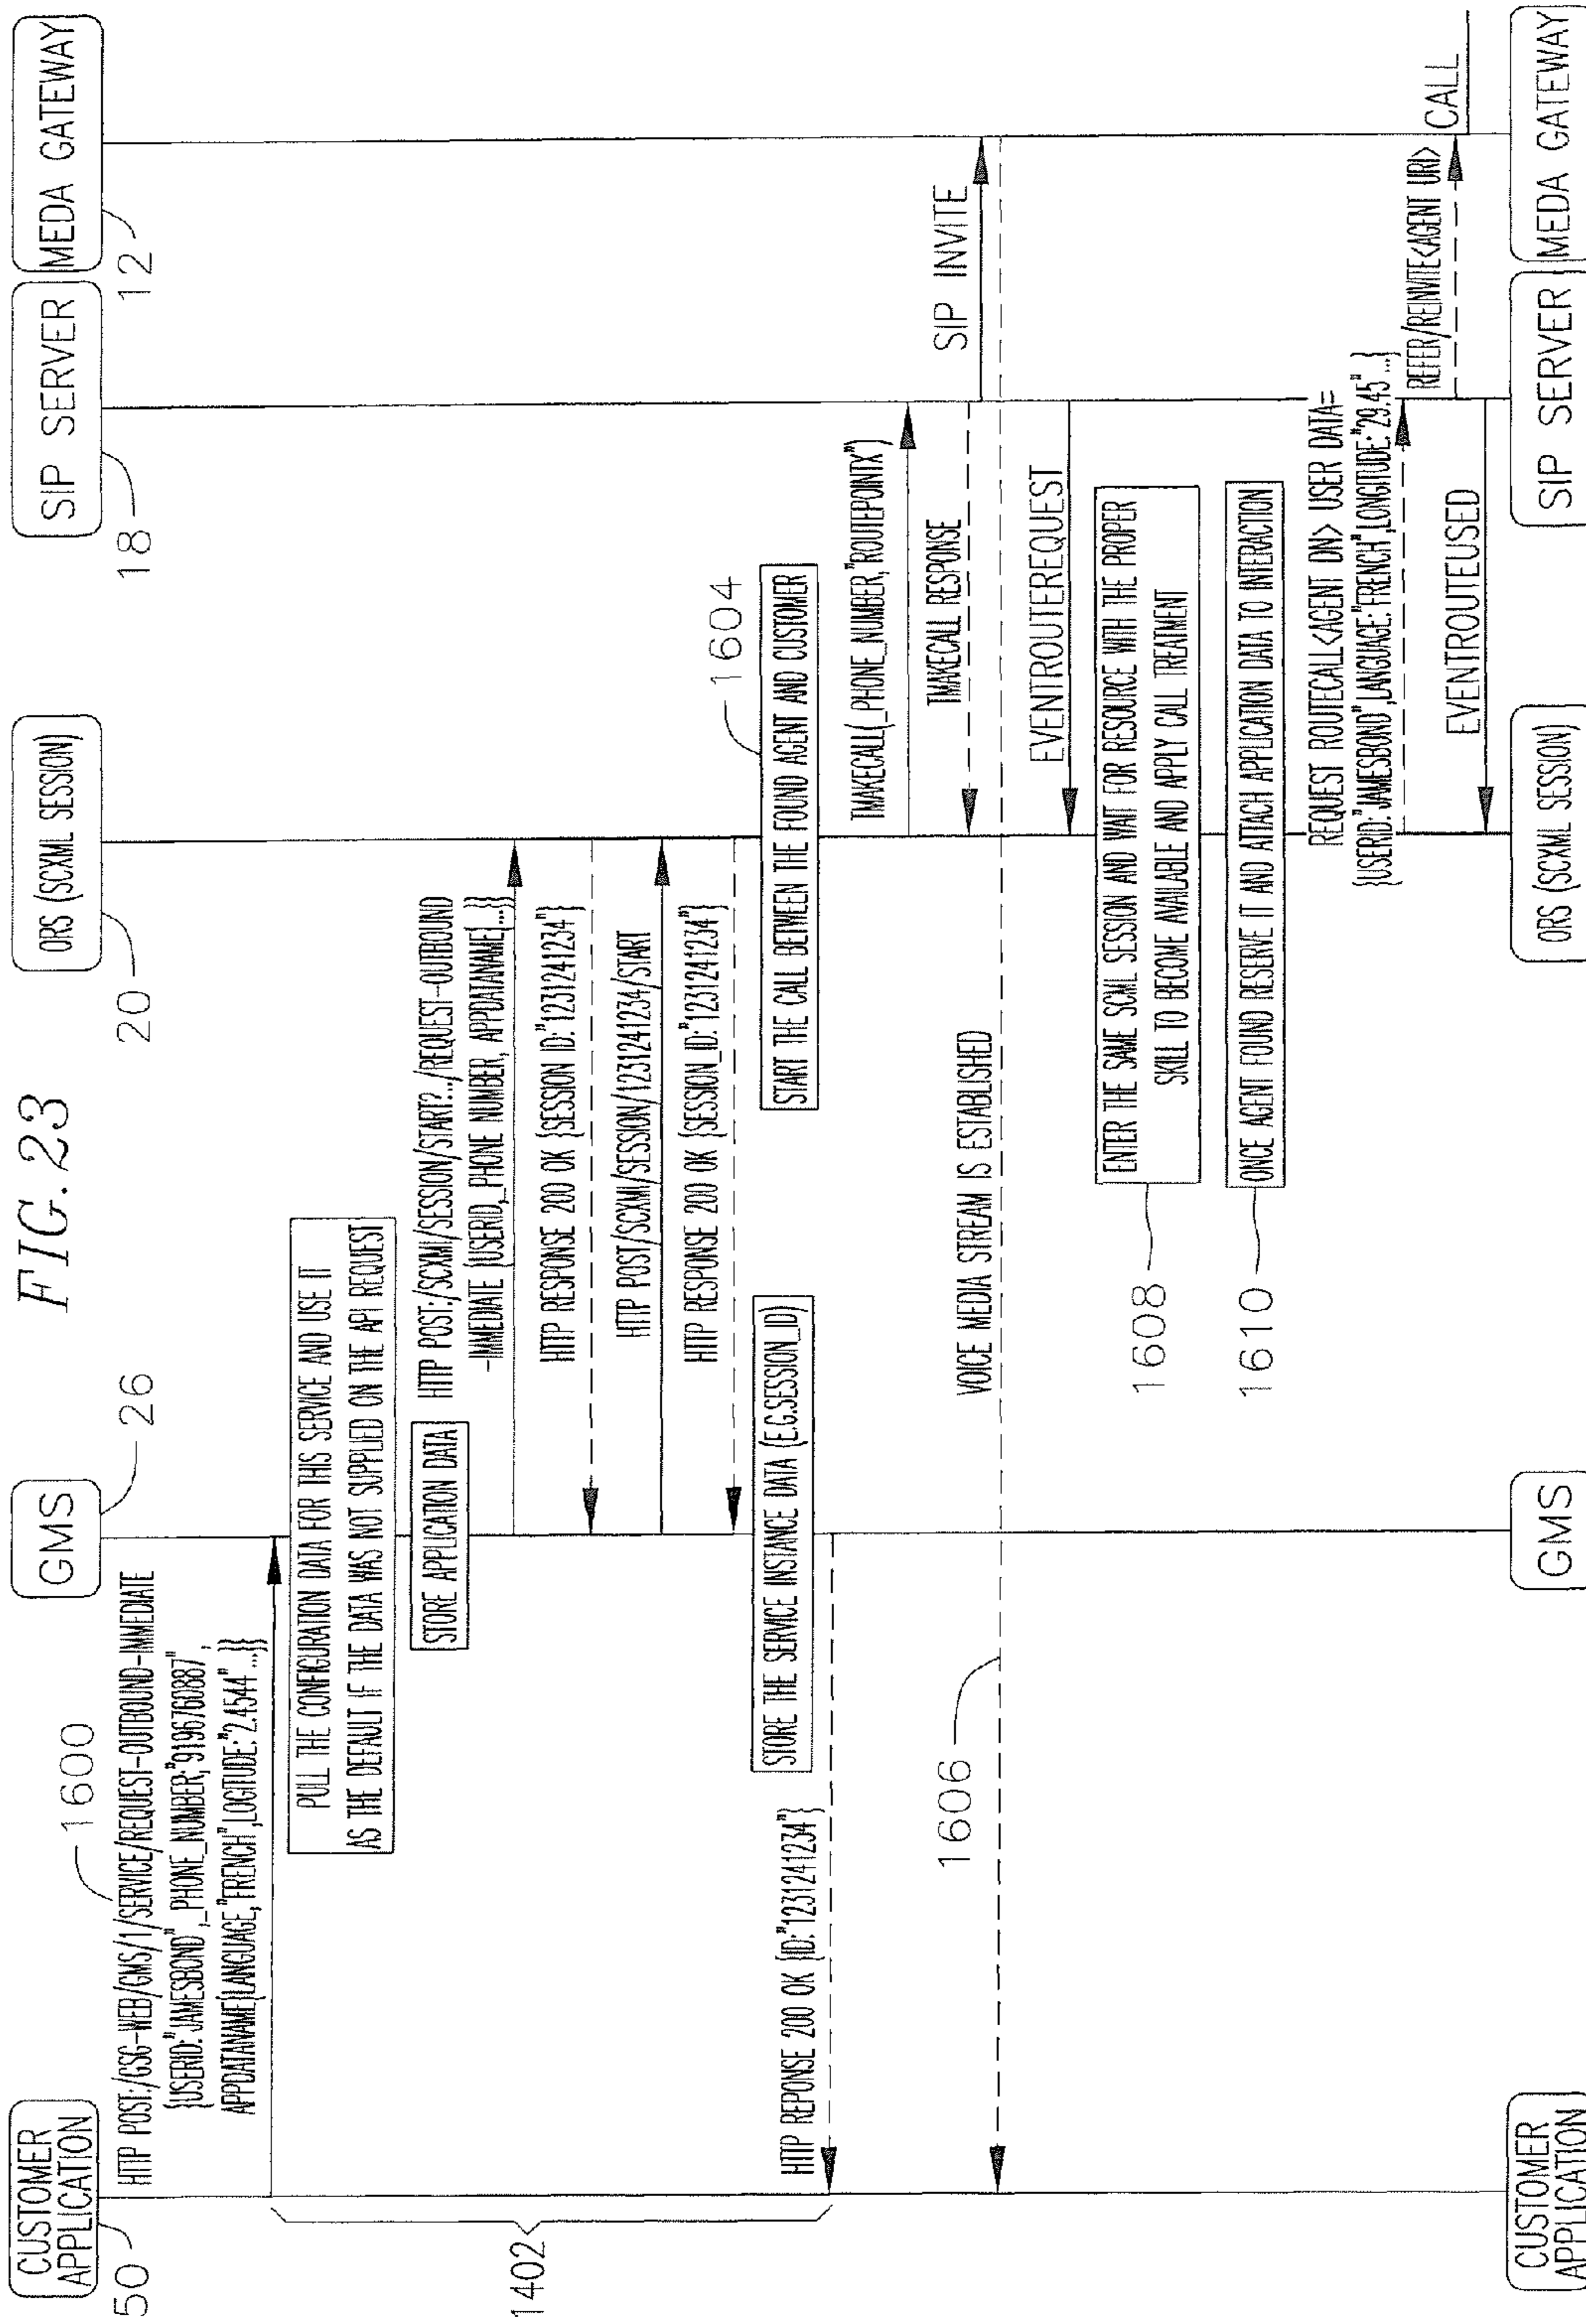 FIG. 23
CUSTOMER
APPLICATION
50
GMS
26
ORS (SCXML SESSION)
20
SIP SERVER
18
MEDA GATEWAY
12
1600
HTTP POST:/GSG-WEB/GMS/1/SERVICE/REQUEST-OUTBOUND-IMMEDIATE
{USERID:"JAMESBOND",_PHONE_NUMBER;"919676O887",
APPDATANAME{LANGUAGE,"FRENCH",LOGITUDE:"2.4544"...}}
1402
PULL THE CONFIGURATION DATA FOR THIS SERVICE AND USE IT
AS THE DEFAULT IF THE DATA WAS NOT SUPPLIED ON THE API REQUEST
STORE APPLICATION DATA
HTTP POST:/SCXMl/SESSION/START?../REQUEST-OUTBOUND
-IMMEDIATE {USERID,_PHONE NUMBER, APPDATANAME{...}}
HTTP RESPONSE 200 OK {SESSION ID:"1231241234"}
HTTP POST/SCXMl/SESSION/1231241234/START
HTTP RESPONSE 200 OK {SESSION_ID:"1231241234"}
STORE THE SERVICE INSTANCE DATA (E.G.SESSION_ID)
1604
START THE CALL BETWEEN THE FOUND AGENT AND CUSTOMER
HTTP REPONSE 200 OK {ID:"1231241234"}
TMAKECALL(_PHONE_NUMBER,"ROUTEPOINTX")
TMAKECALL RESPONSE
SIP INVITE
1606
VOICE MEDIA STREAM IS ESTABLISHED
EVENTROUTEREQUEST
1608
ENTER THE SAME SCML SESSION AND WAIT FOR RESOURCE WITH THE PROPER
SKILL TO BECOME AVAILABLE AND APPLY CALL TREATMENT
1610
ONCE AGENT FOUND RESERVE IT AND ATTACH APPLICATION DATA TO INTERACTION
REQUEST ROUTECALL<AGENT DN> USER DATA=
{USERID:"JAMESBOND",LANGUAGE:"FRENCH",LONGITUDE:"29.45"...}
REFER/REINVITE<AGENT URI>
CALL
EVENTROUTEUSED
CUSTOMER
APPLICATION
GMS
ORS (SCXML SESSION)
SIP SERVER
MEDA GATEWAY